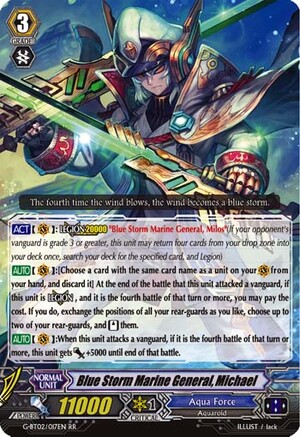 3
GRADE
The fourth time the wind blows, the wind becomes a blue storm.
ACT [ ]: LEGION 20000 "Blue Storm Marine General, Milos"(If your opponent's
vanguard is grade 3 or greater, this unit may return four cards from your drop zone
into your deck once, search your deck for the specified card, and Legion)
AUTO [ ]:[Choose a card with the same card name as a unit on your from
your hand, and discard it] At the end of the battle that this unit attacked a vanguard, if
this unit is LEGION, and it is the fourth battle of that turn or more, you may pay the
cost. If you do, exchange the positions of all your rear-guards as you like, choose up to
two of your rear-guards, and them.
AUTO [ ]:When this unit attacks a vanguard, if it is the fourth battle of that turn or
more, this unit gets +5000 until end of that battle.
NORMAL UNIT
Blue Storm Marine General, Michael
POWER
11000
1
CRITICAL
Aqua Force
Aquaroid
G-BT02/017EN RR
ILLUST / lack